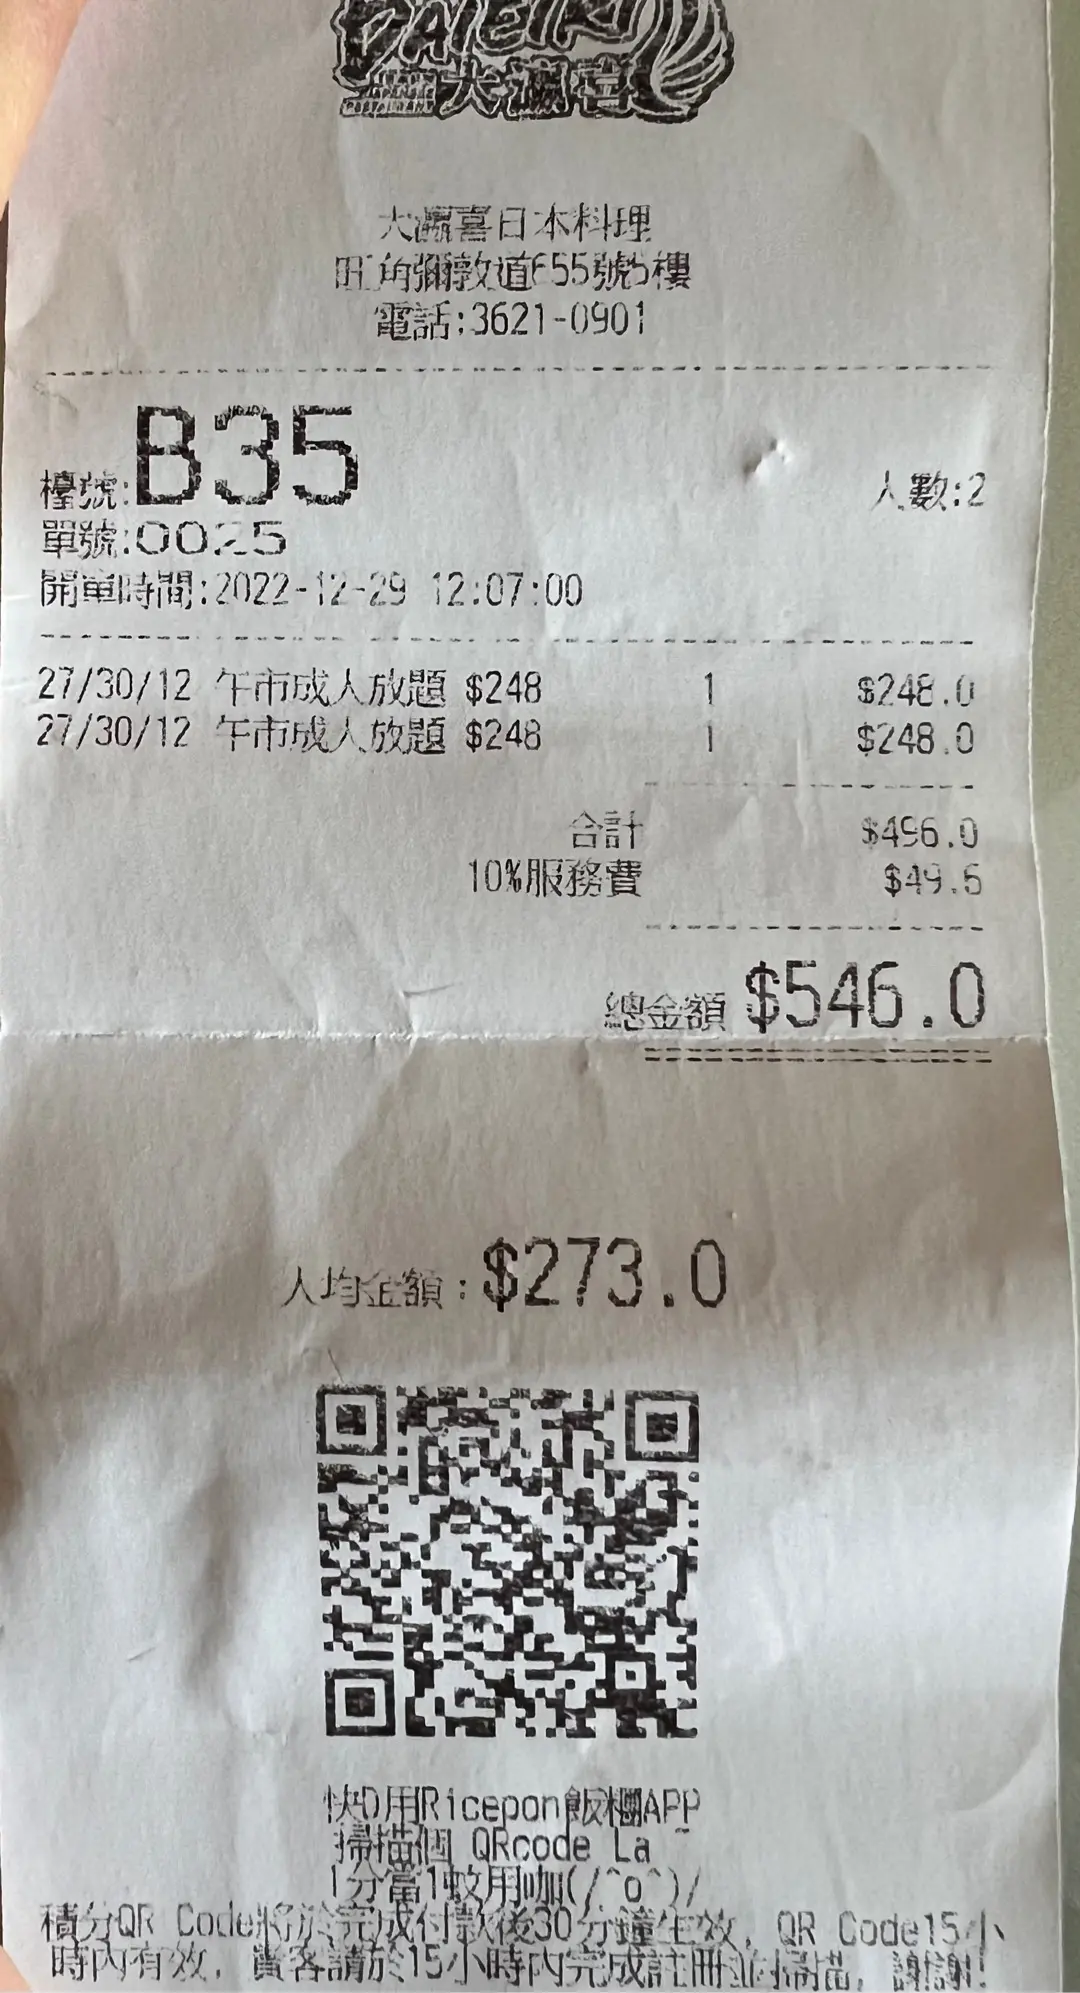 DAIEIKI
JAPANESE
RESTAURANT
大瀛喜
大瀛喜日本料理
旺角彌敦道655號5樓
電話:3621-0901
檯號:B35 人數:2
單號:0025
開單時間:2022-12-29 12:07:00
27/30/12 午市成人放題 $248 1 $248.0
27/30/12 午市成人放題 $248 1 $248.0
合計 $496.0
10%服務費 $49.6
總金額 $546.0
人均金額:$273.0
快D用Ricepon飯糰APP
掃描個 QRcode La ~
1分當1蚊用咖(/^o^)/
積分QR Code將於完成付款後30分鐘生效, QR Code15小
時內有效, 貴客請於15小時內完成註冊並掃描, 謝謝!